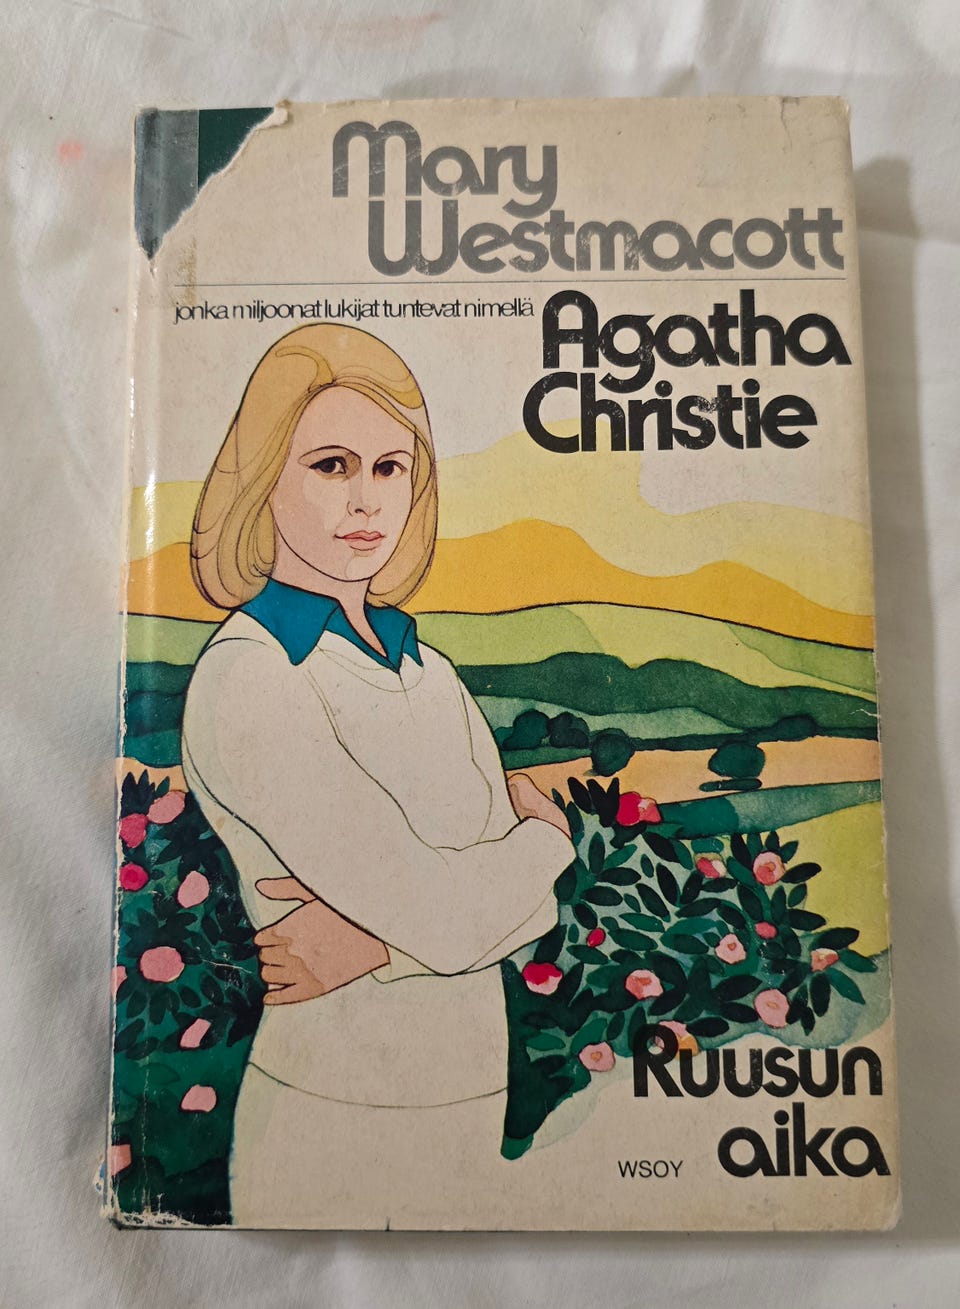 Mary
Westmacott
jonka miljoonat lukijat tuntevat nimellä
Agatha
Christie
Ruusun
aika
WSOY